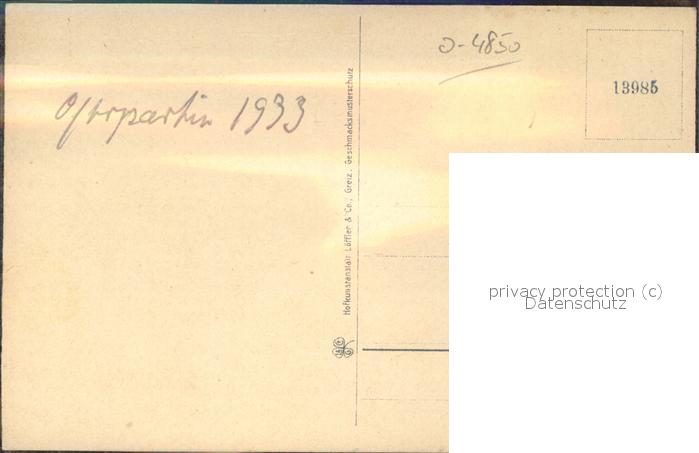 O-4850
13985
Osterpartie 1933
Hofkunstanstalt Löffler & Co., Greiz, Geschmacksmusterschutz
privacy protection (c)
Datenschutz